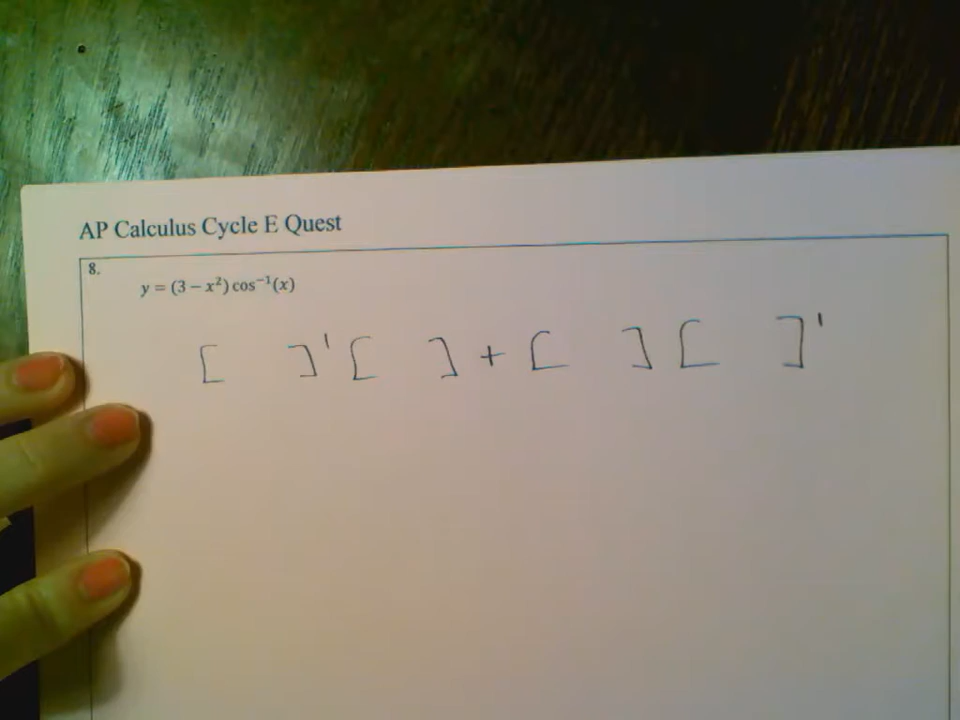 AP Calculus Cycle E Quest
8.
y = (3 – x²) cos⁻¹(x)
[ ]' [ ] + [ ] [ ]'